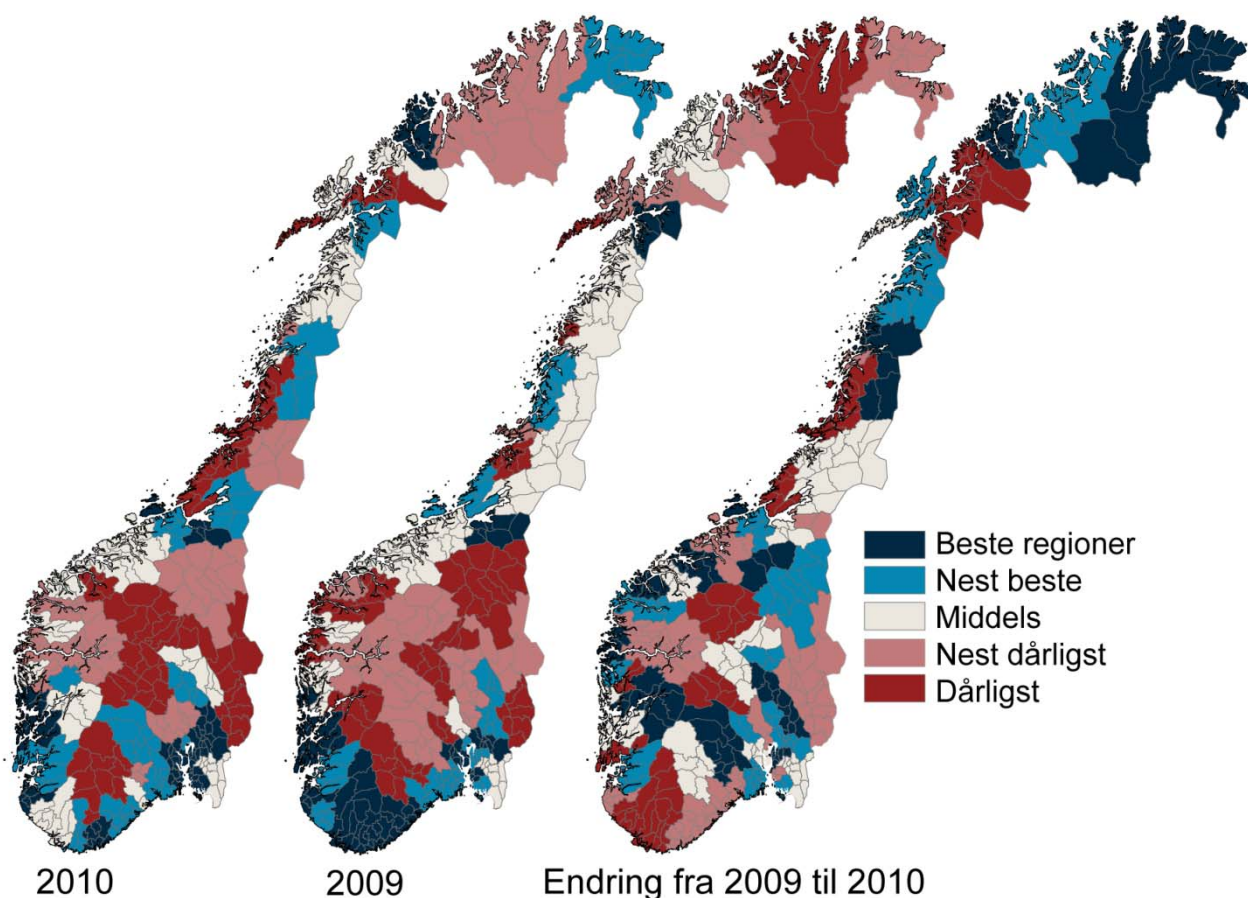 Beste regioner
Nest beste
Middels
Nest dårligst
Dårligst
2010
2009
Endring fra 2009 til 2010